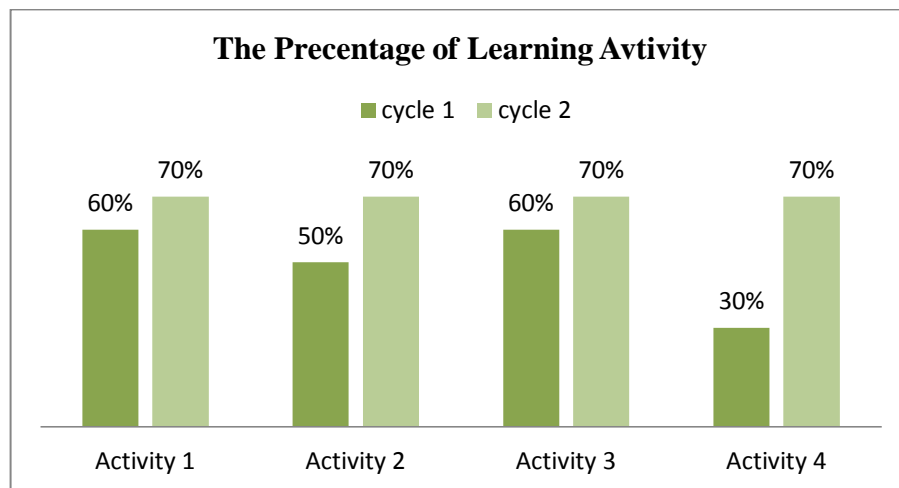 The Precentage of Learning Avtivity
cycle 1 cycle 2
60% 70% 50% 70% 60% 70% 30% 70%
Activity 1 Activity 2 Activity 3 Activity 4